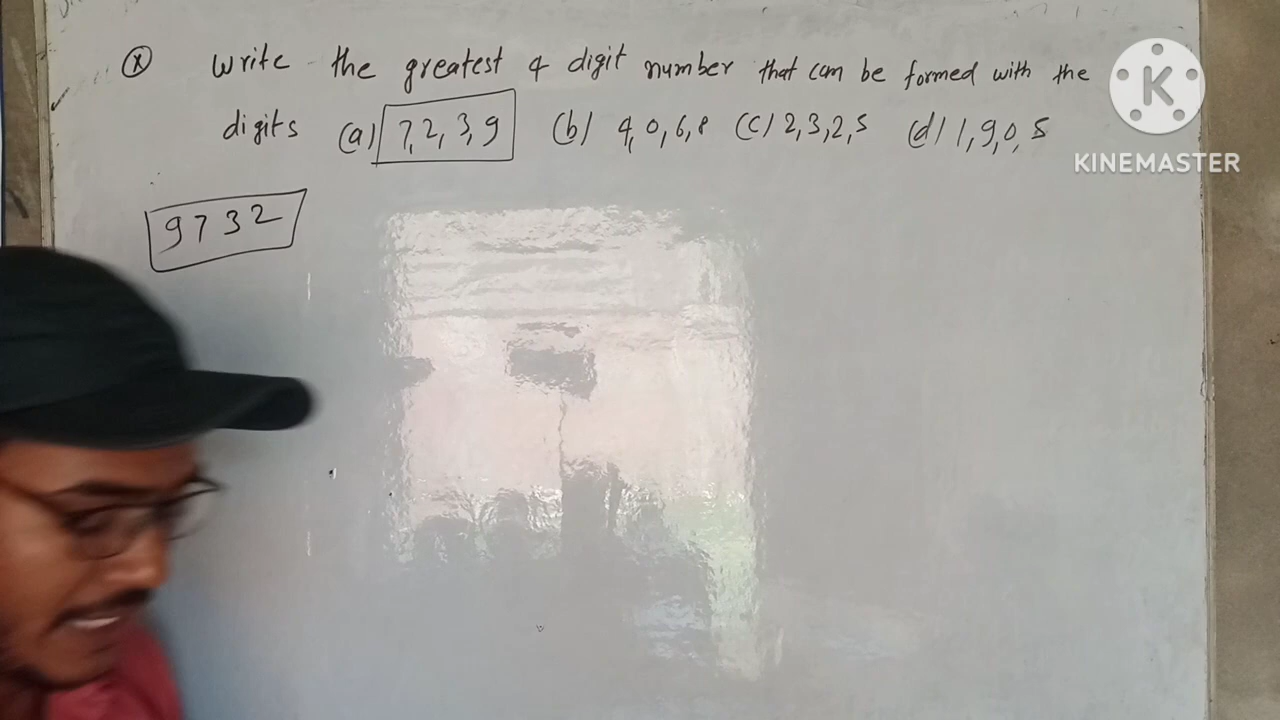 (x) Write the greatest 4 digit number that can be formed with the
digits (a) 7, 2, 3, 9 (b) 4, 0, 6, 8 (c) 2, 3, 2, 5 (d) 1, 9, 0, 5
9732
K
KINEMASTER